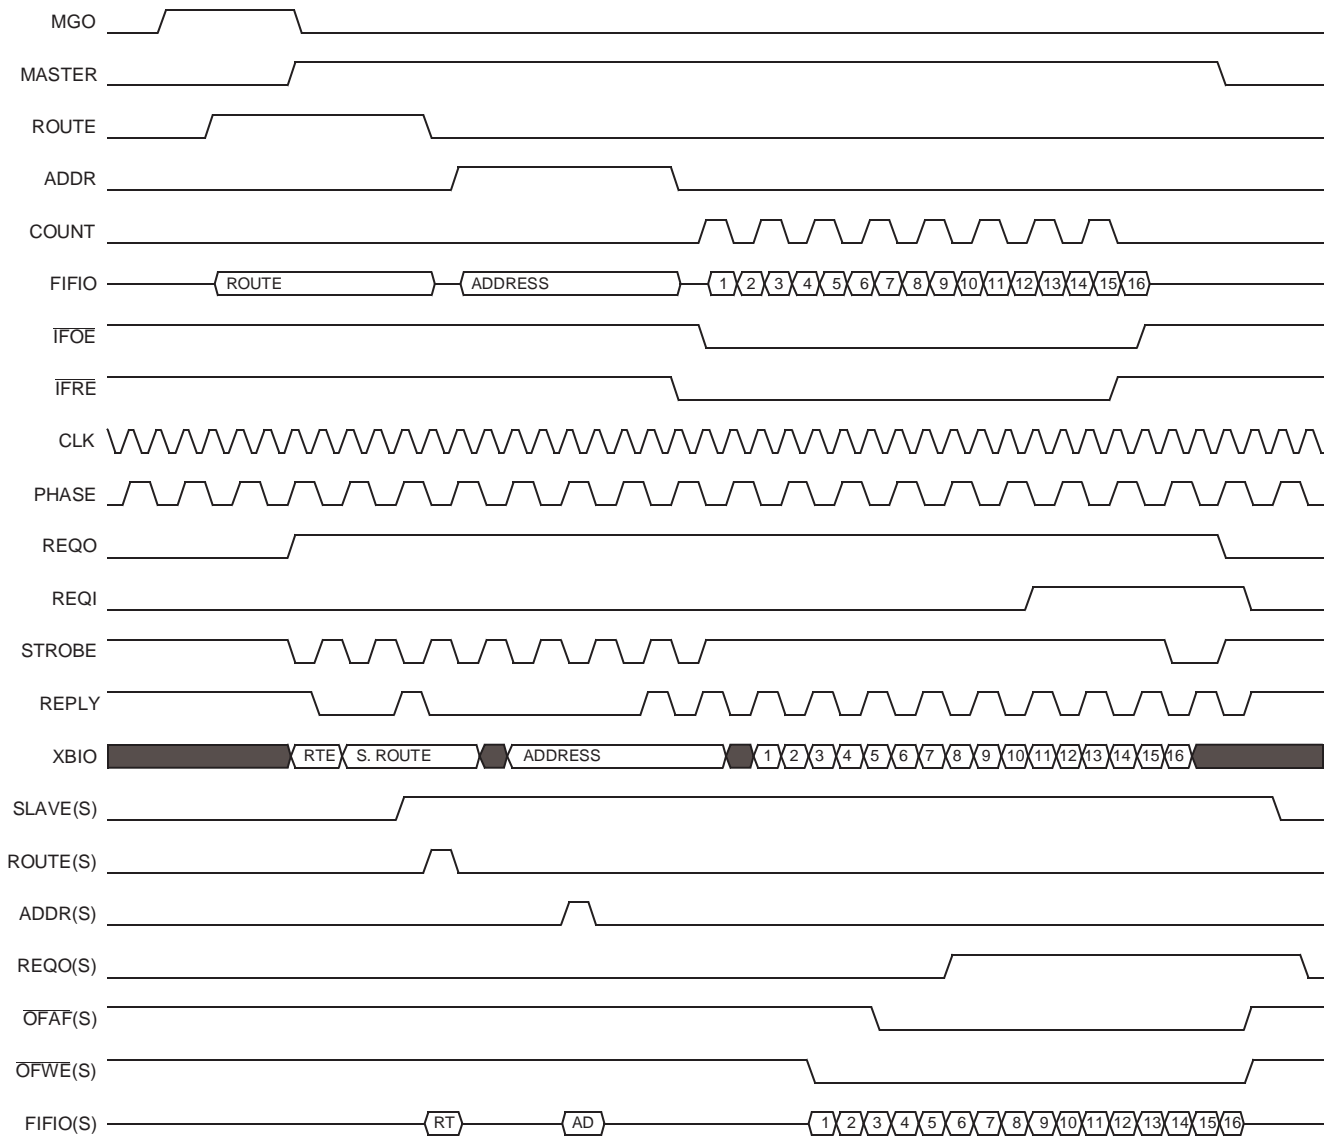 MGO
MASTER
ROUTE
ADDR
COUNT
FIFIO ROUTE ADDRESS 1 2 3 4 5 6 7 8 9 10 11 12 13 14 15 16
IFOE
IFRE
CLK
PHASE
REQO
REQI
STROBE
REPLY
XBIO RTE S. ROUTE ADDRESS 1 2 3 4 5 6 7 8 9 10 11 12 13 14 15 16
SLAVE(S)
ROUTE(S)
ADDR(S)
REQO(S)
OFAF(S)
OFWE(S)
FIFIO(S) RT AD 1 2 3 4 5 6 7 8 9 10 11 12 13 14 15 16